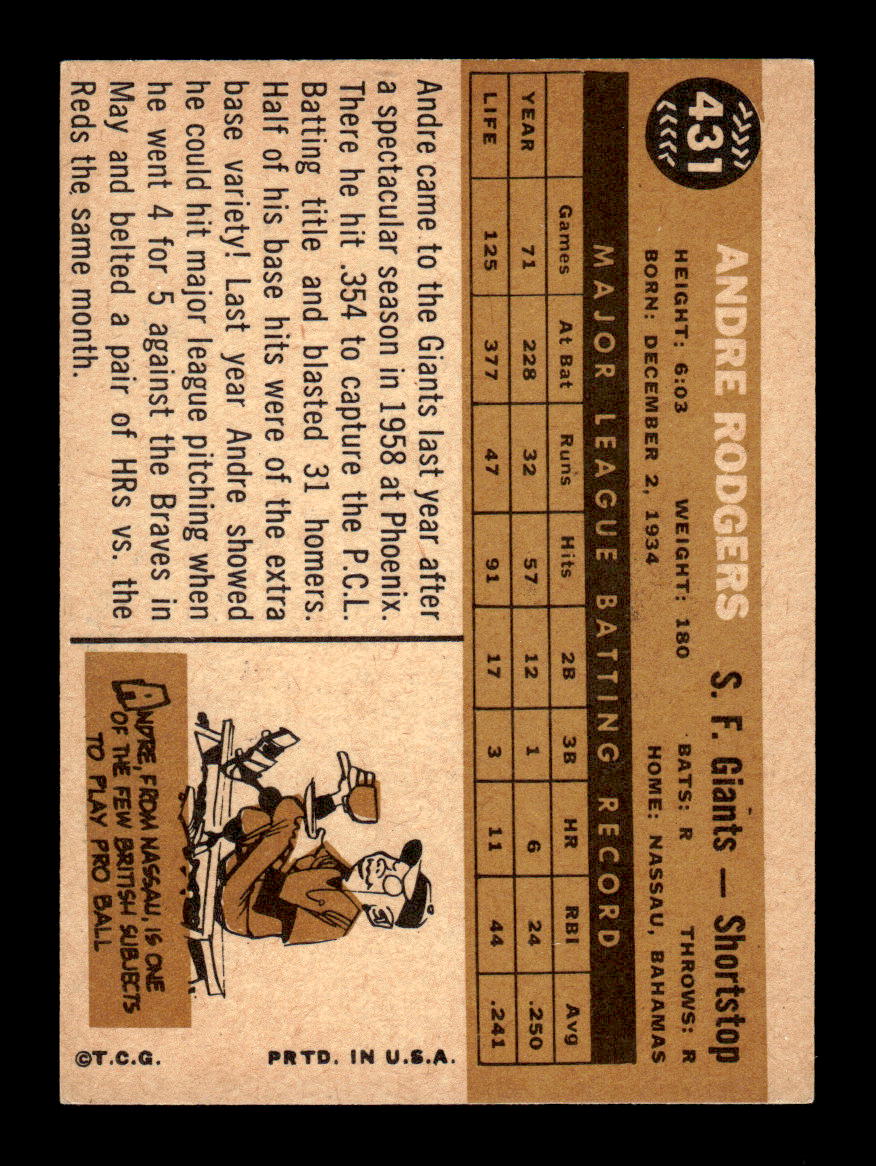 431
ANDRE RODGERS S. F. Giants — Shortstop
HEIGHT: 6:03 WEIGHT: 180 BATS: R THROWS: R
BORN: DECEMBER 2, 1934 HOME: NASSAU, BAHAMAS
MAJOR LEAGUE BATTING RECORD
Games At Bat Runs Hits 2B 3B HR RBI Avg
YEAR 71 228 32 57 12 1 6 24 .250
LIFE 125 377 47 91 17 3 11 44 .241
Andre came to the Giants last year after
a spectacular season in 1958 at Phoenix.
There he hit .354 to capture the P.C.L.
Batting title and blasted 31 homers.
Half of his base hits were of the extra
base variety! Last year Andre showed
he could hit major league pitching when
he went 4 for 5 against the Braves in
May and belted a pair of HRs vs. the
Reds the same month.
ANDRE, FROM NASSAU, IS ONE
OF THE FEW BRITISH SUBJECTS
TO PLAY PRO BALL
PRTD. IN U.S.A.
©T.C.G.